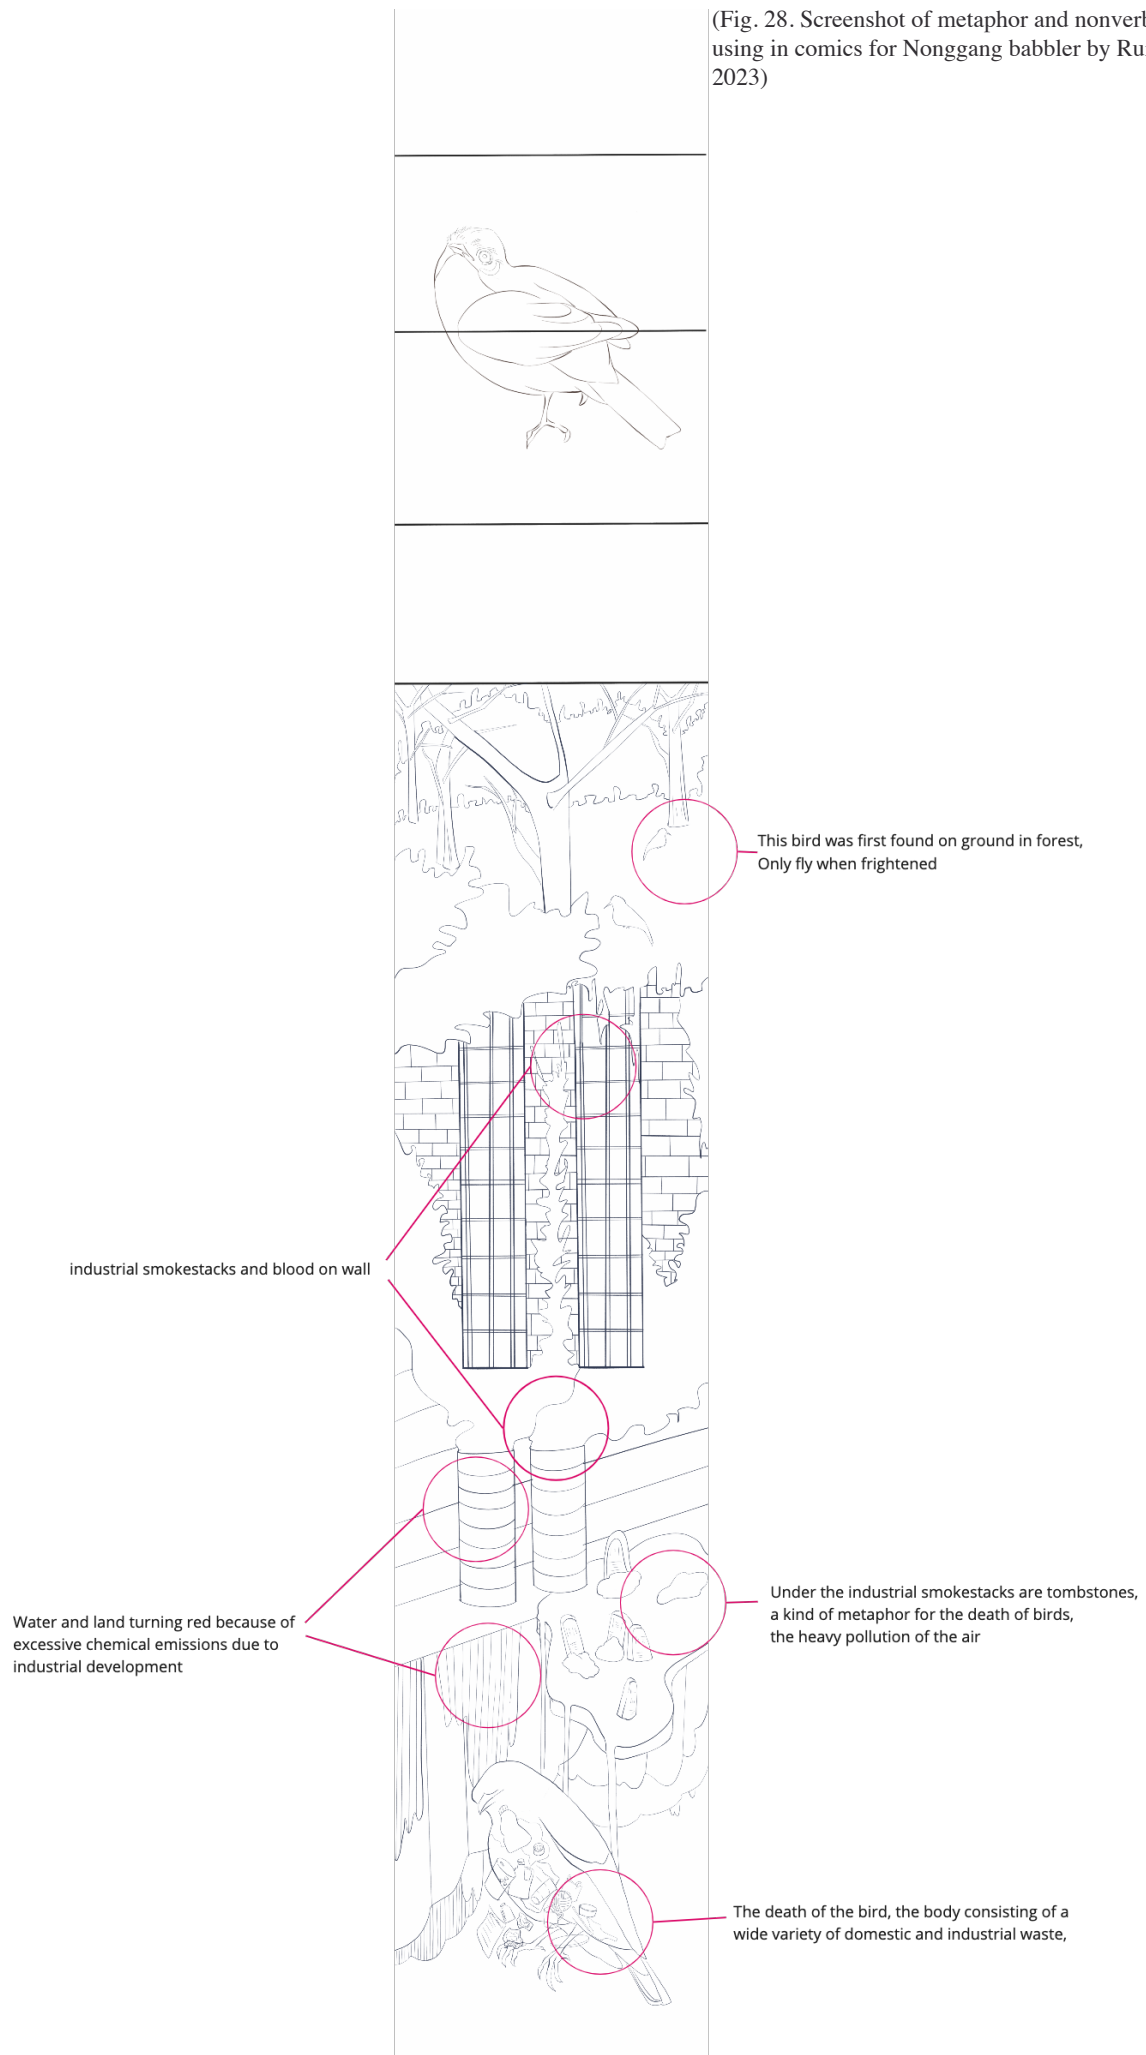 (Fig. 28. Screenshot of metaphor and
using in comics for Nonggang babbler by
2023)
This bird was first found on ground in forest,
Only fly when frightened
industrial smokestacks and blood on wall
Water and land turning red because of
excessive chemical emissions due to
industrial development
Under the industrial smokestacks are tombstones,
a kind of metaphor for the death of birds,
the heavy pollution of the air
The death of the bird, the body consisting of a
wide variety of domestic and industrial waste,